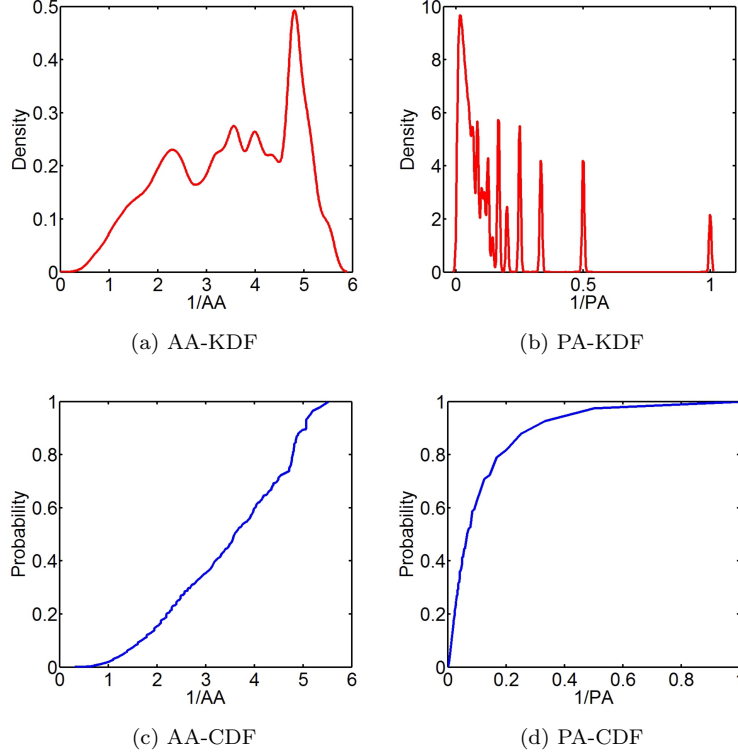 0.5
0.4
0.3
0.2
0.1
0
Density
0 1 2 3 4 5 6
1/AA
(a) AA-KDF
10
8
6
4
2
0
Density
0 0.5 1
1/PA
(b) PA-KDF
1
0.8
0.6
0.4
0.2
0
Probability
0 1 2 3 4 5 6
1/AA
(c) AA-CDF
1
0.8
0.6
0.4
0.2
0
Probability
0 0.2 0.4 0.6 0.8 1
1/PA
(d) PA-CDF